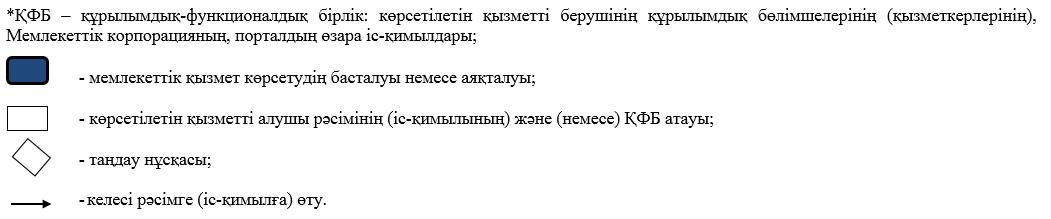 *ҚФБ – құрылымдық-функционалдық бірлік: көрсетілетін қызметті берушінің құрылымдық бөлімшелерінің (қызметкерлерінің),
Мемлекеттік корпорацияның, порталдың өзара іс-қимылдары;
- мемлекеттік қызмет көрсетудің басталуы немесе аяқталуы;
- көрсетілетін қызметті алушы рәсімінің (іс-қимылының) және (немесе) ҚФБ атауы;
- таңдау нұсқасы;
- келесі рәсімге (іс-қимылға) өту.